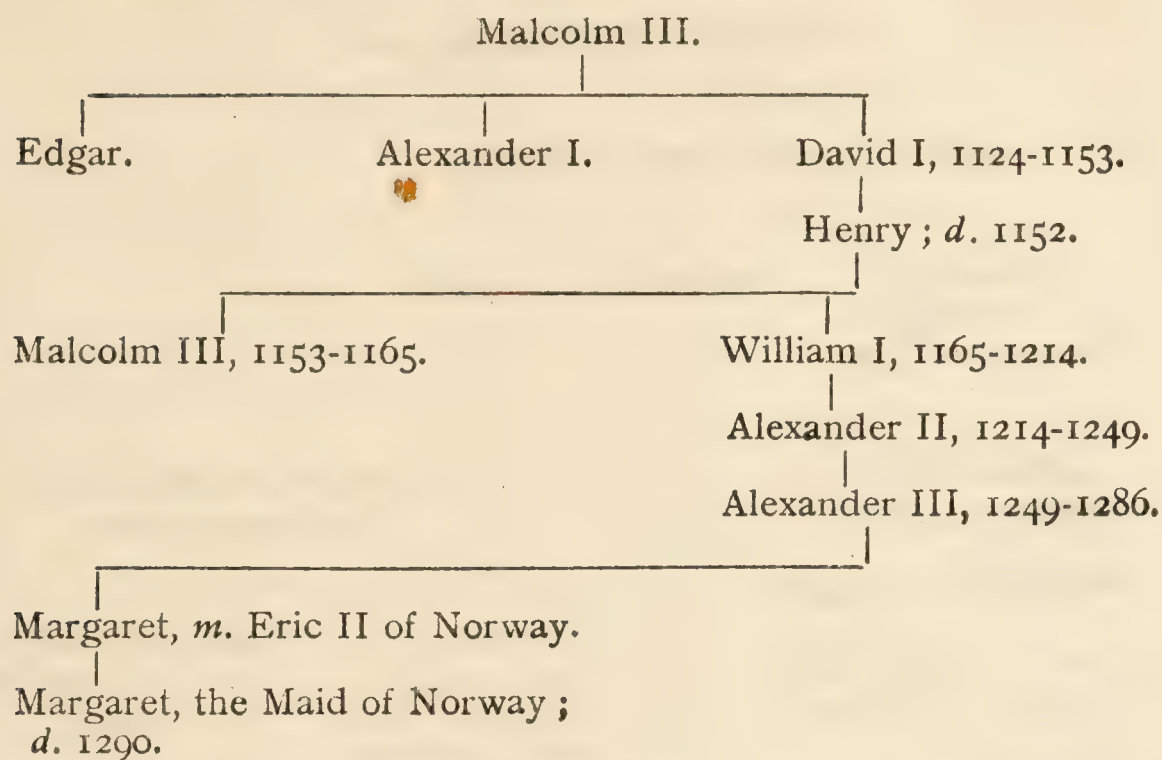 Malcolm III.
Edgar. Alexander I. David I, 1124-1153.
Henry ; d. 1152.
Malcolm III, 1153-1165. William I, 1165-1214.
Alexander II, 1214-1249.
Alexander III, 1249-1286.
Margaret, m. Eric II of Norway.
Margaret, the Maid of Norway ;
d. 1290.